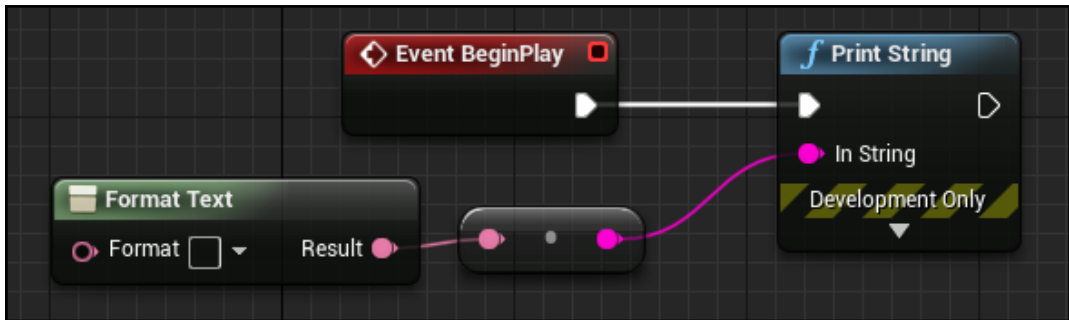 Event BeginPlay
Print String
In String
Development Only
Format Text
Format
Result